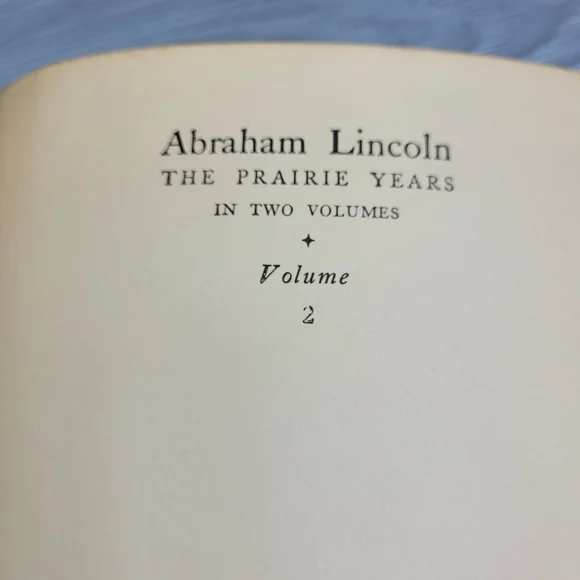 Abraham Lincoln
THE PRAIRIE YEARS
IN TWO VOLUMES
Volume
2